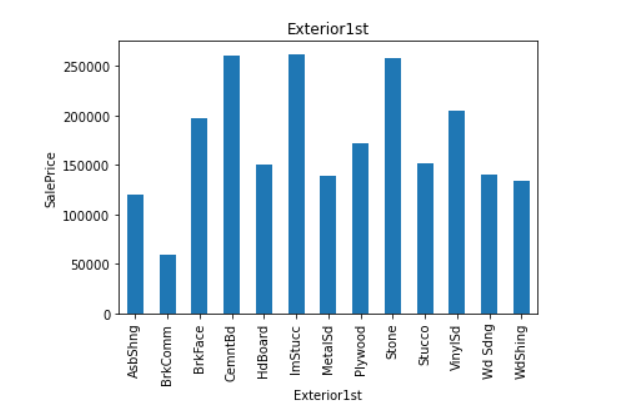 Exterior1st
SalePrice
250000
200000
150000
100000
50000
0
AsbShng
BrkComm
BrkFace
CemntBd
HdBoard
ImStucc
MetalSd
Plywood
Stone
Stucco
VinylSd
Wd Sdng
WdShing
Exterior1st